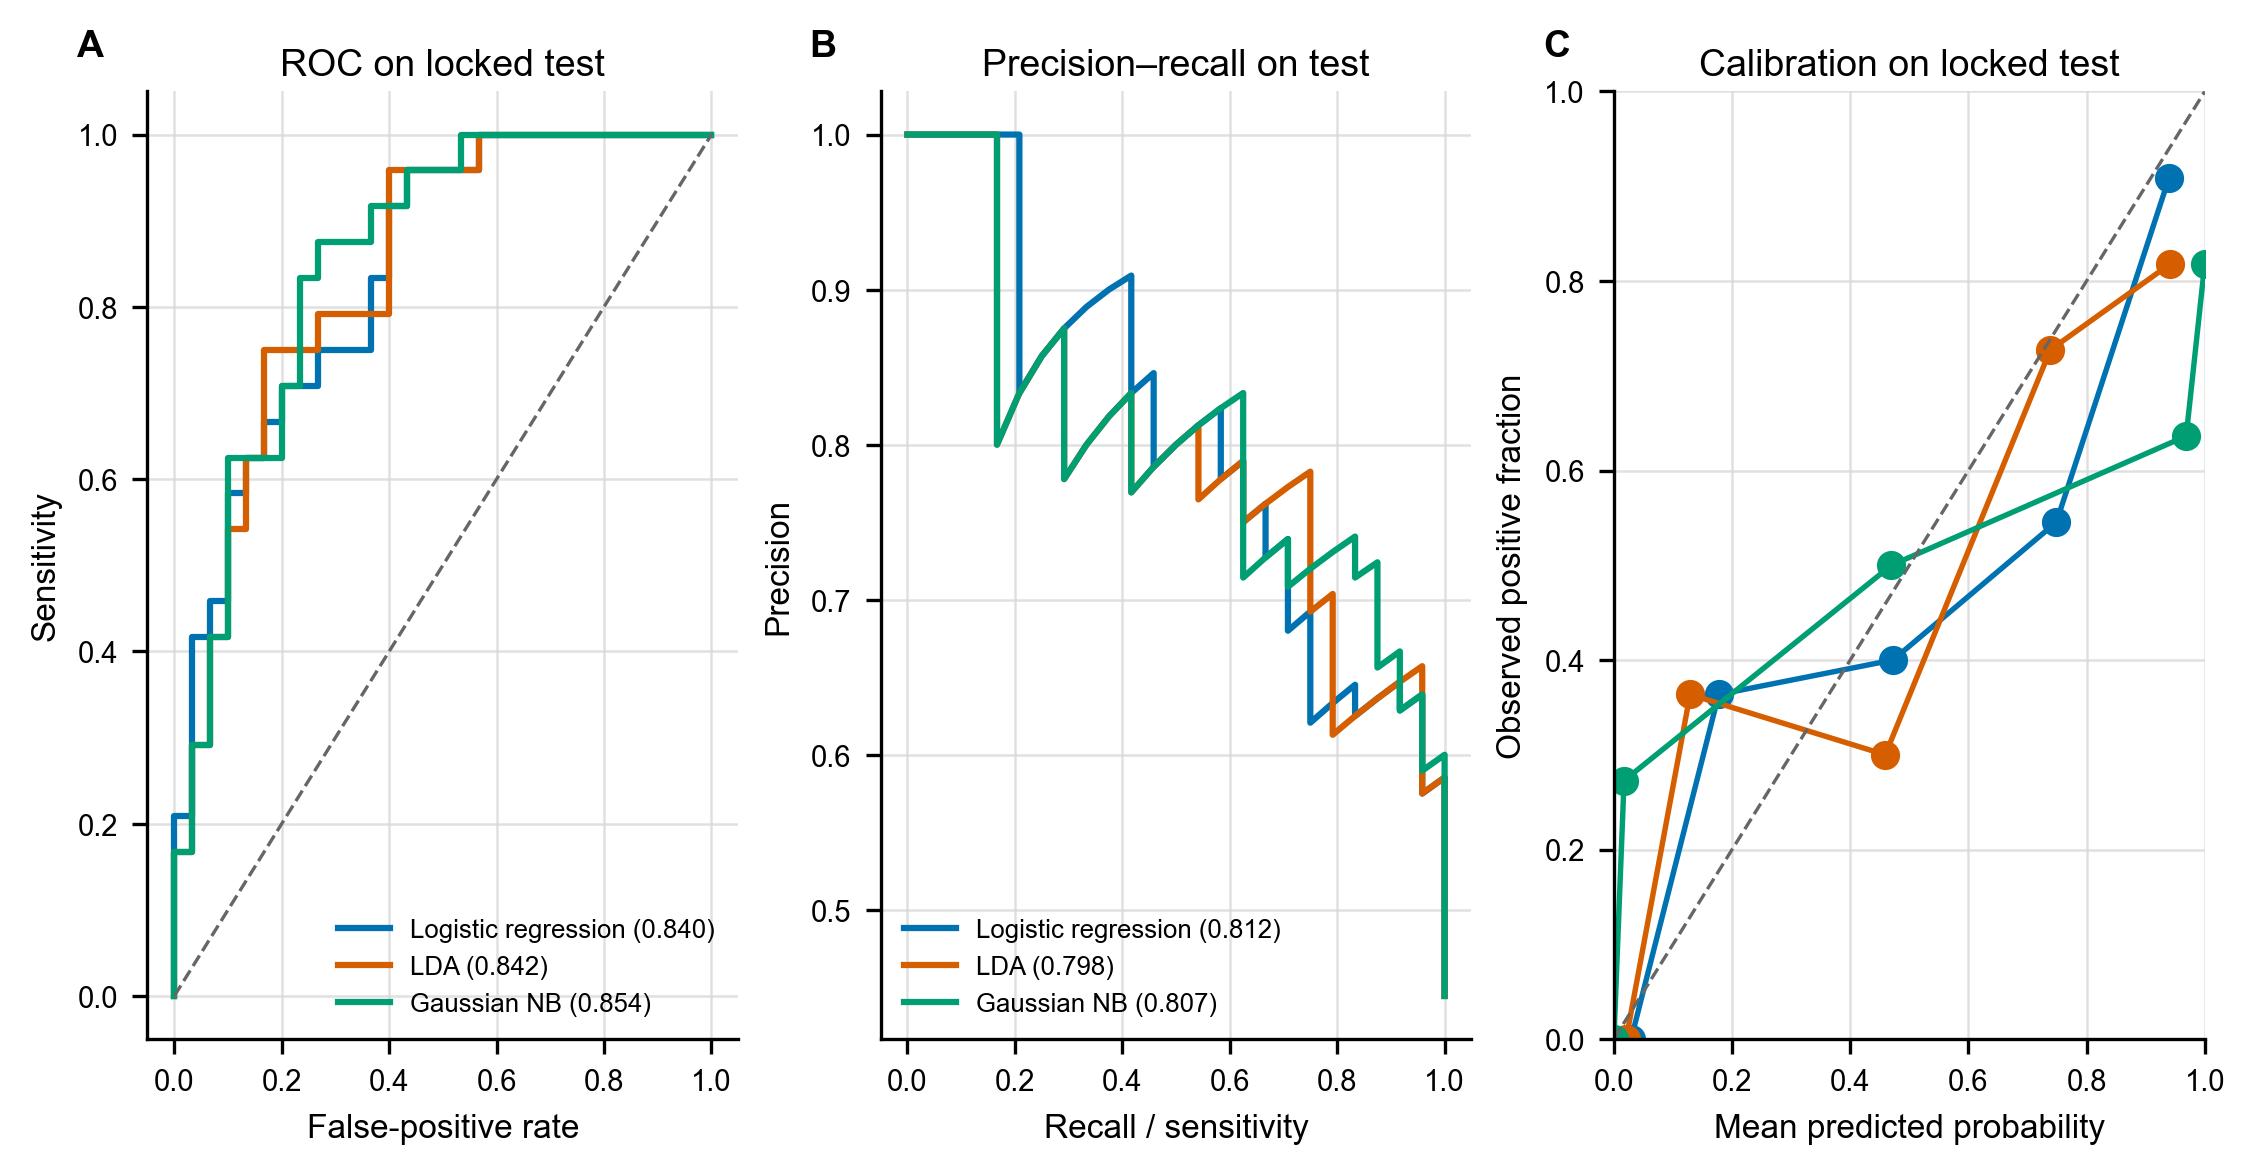 A
ROC on locked test
1.0
0.8
0.6
0.4
0.2
0.0
Sensitivity
Logistic regression (0.840)
LDA (0.842)
Gaussian NB (0.854)
0.0 0.2 0.4 0.6 0.8 1.0
False-positive rate
B
Precision–recall on test
1.0
0.9
0.8
0.7
0.6
0.5
Precision
Logistic regression (0.812)
LDA (0.798)
Gaussian NB (0.807)
0.0 0.2 0.4 0.6 0.8 1.0
Recall / sensitivity
C
Calibration on locked test
1.0
0.8
0.6
0.4
0.2
0.0
Observed positive fraction
0.0 0.2 0.4 0.6 0.8 1.0
Mean predicted probability